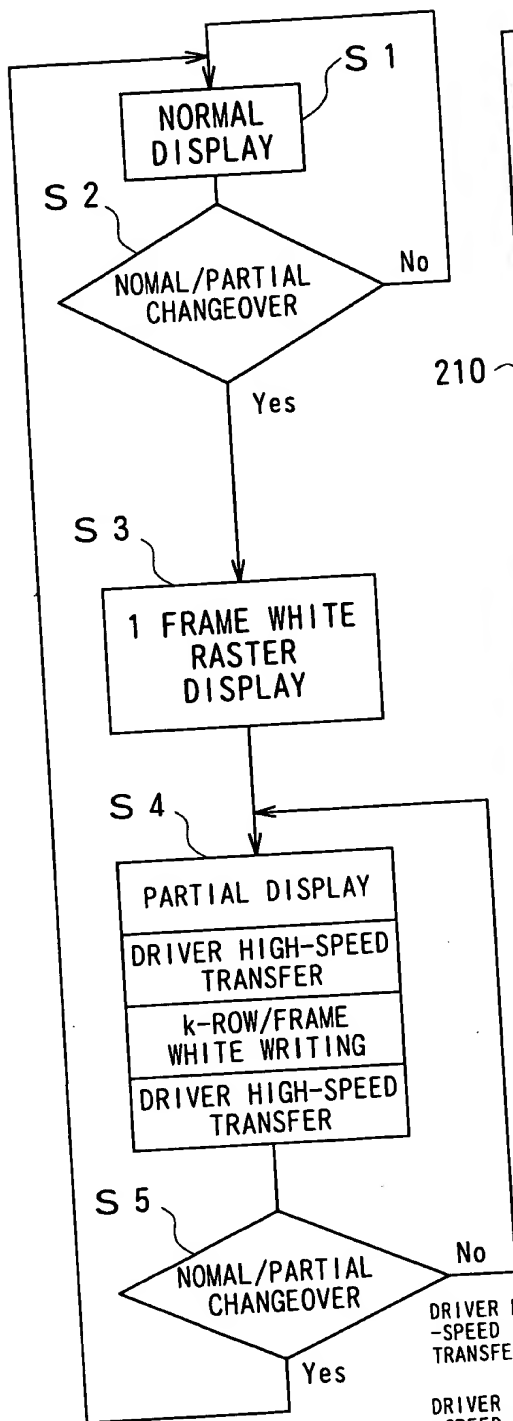 S 1
NORMAL
DISPLAY
S 2
NOMAL/PARTIAL
CHANGEOVER
No
Yes
210
S 3
1 FRAME WHITE
RASTER
DISPLAY
S 4
PARTIAL DISPLAY
DRIVER HIGH-SPEED
TRANSFER
k-ROW/FRAME
WHITE WRITING
DRIVER HIGH-SPEED
TRANSFER
S 5
NOMAL/PARTIAL
CHANGEOVER
No
Yes
DRIVER
-SPEED
DRIVER